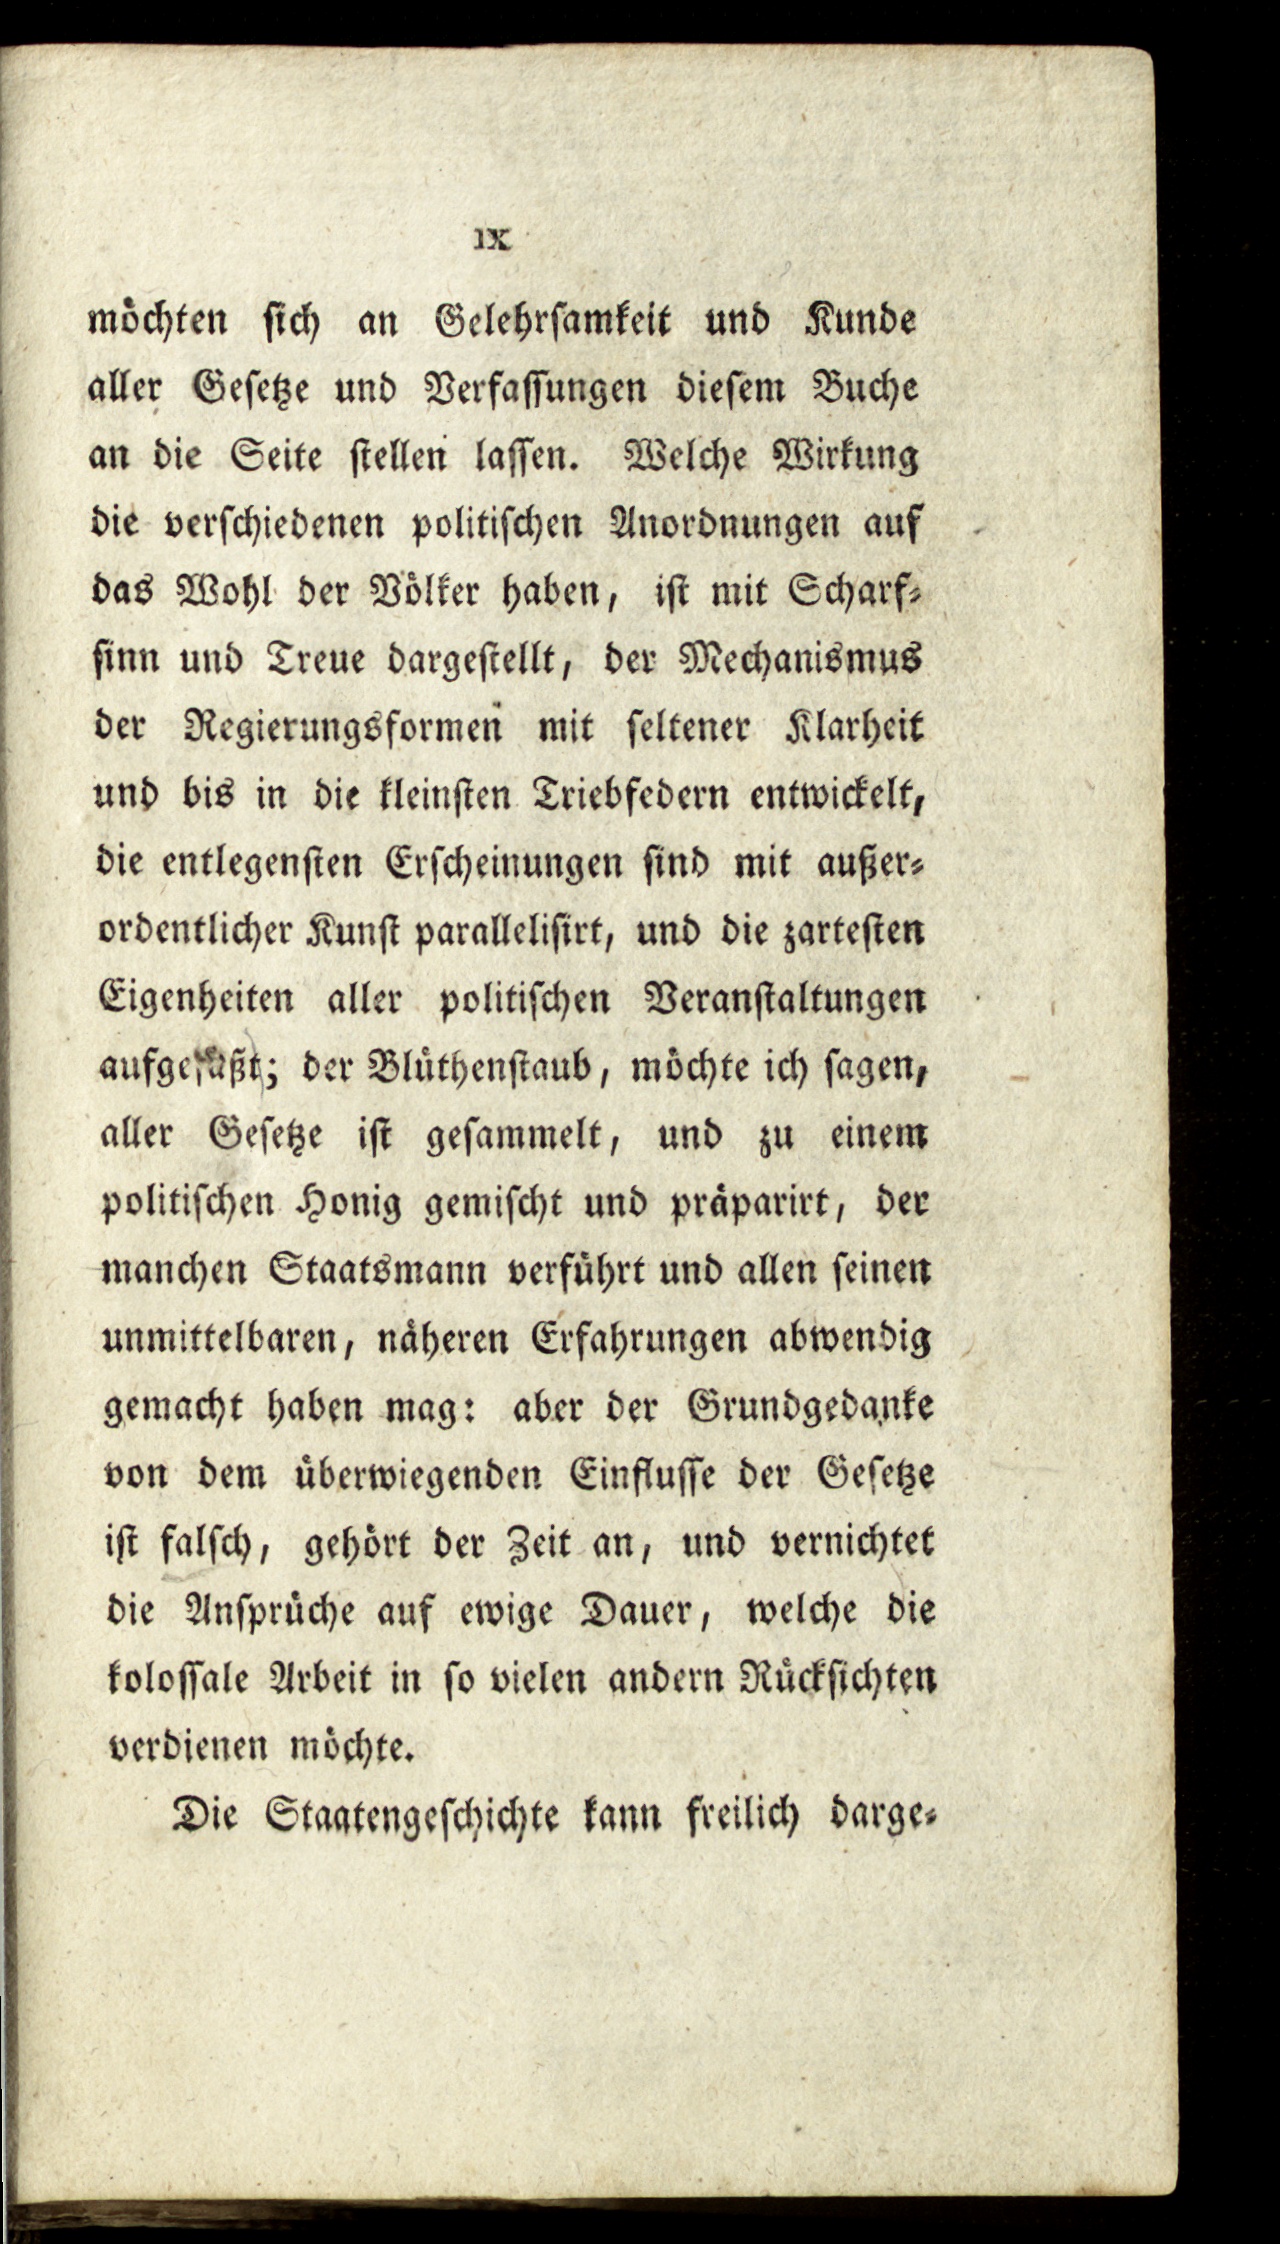 IX
möchten ſich an Gelehrſamkeit und Kunde
aller Geſetze und Verfaſſungen dieſem Buche
an die Seite ſtellen laſſen. Welche Wirkung
die verſchiedenen politiſchen Anordnungen auf
das Wohl der Völker haben, iſt mit Scharf⸗
ſinn und Treue dargeſtellt, der Mechanismus
der Regierungsformen mit ſeltener Klarheit
und bis in die kleinſten Triebfedern entwickelt,
die entlegenſten Erſcheinungen ſind mit außer⸗
ordentlicher Kunſt paralleliſirt, und die zarteſten
Eigenheiten aller politiſchen Veranſtaltungen
aufgefaßt; der Blüthenſtaub, möchte ich ſagen,
aller Geſetze iſt geſammelt, und zu einem
politiſchen Honig gemiſcht und präparirt, der
manchen Staatsmann verführt und allen ſeinen
unmittelbaren, näheren Erfahrungen abwendig
gemacht haben mag: aber der Grundgedanke
von dem überwiegenden Einfluſſe der Geſetze
iſt falſch, gehört der Zeit an, und vernichtet
die Anſprüche auf ewige Dauer, welche die
koloſſale Arbeit in ſo vielen andern Rückſichten
verdienen möchte.
Die Staatengeſchichte kann freilich darge⸗